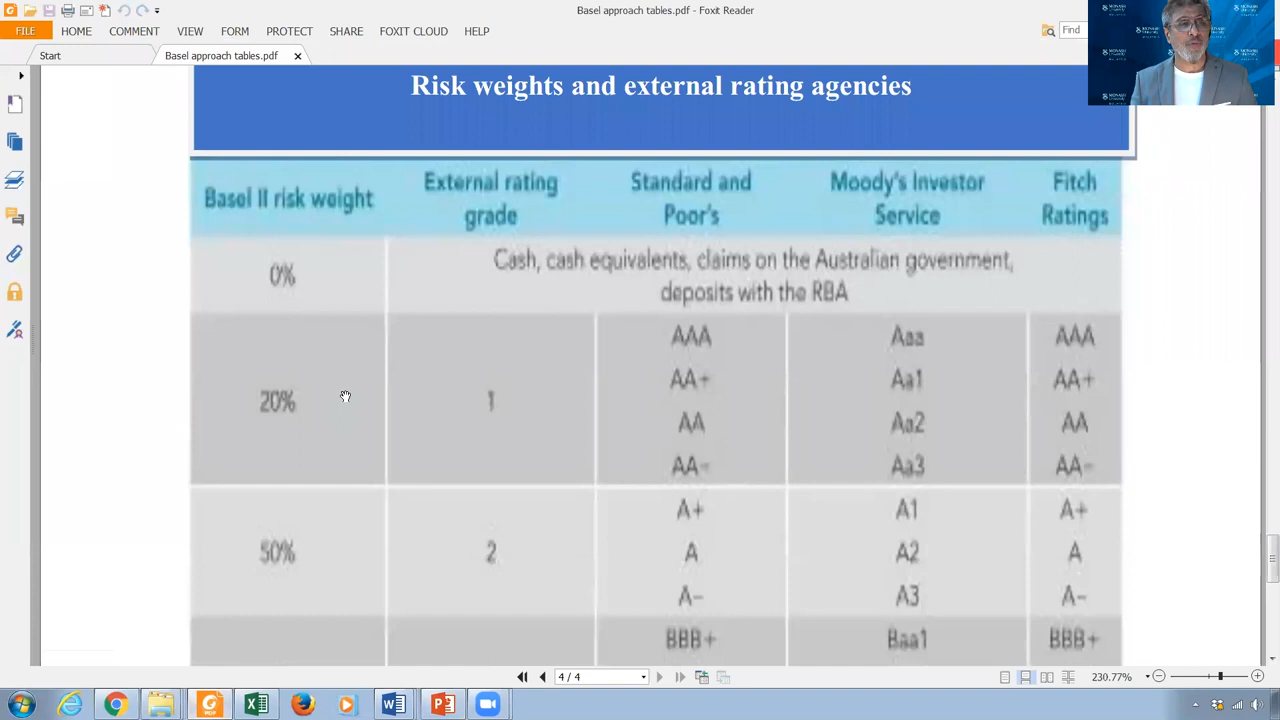 Basel approach tables.pdf - Foxit Reader
FILE HOME COMMENT VIEW FORM PROTECT SHARE FOXIT CLOUD HELP
Find
Start Basel approach tables.pdf
Risk weights and external rating agencies
Basel II risk weight External rating grade Standard and Poor's Moody's Investor Service Fitch Ratings
0% Cash, cash equivalents, claims on the Australian government,
deposits with the RBA
AAA Aaa AAA
AA+ Aa1 AA+
20% 1
AA Aa2 AA
AA- Aa3 AA-
A+ A1 A+
50% 2 A A2 A
A- A3 A-
BBB+ Baa1 BBB+
4 / 4
230.77%